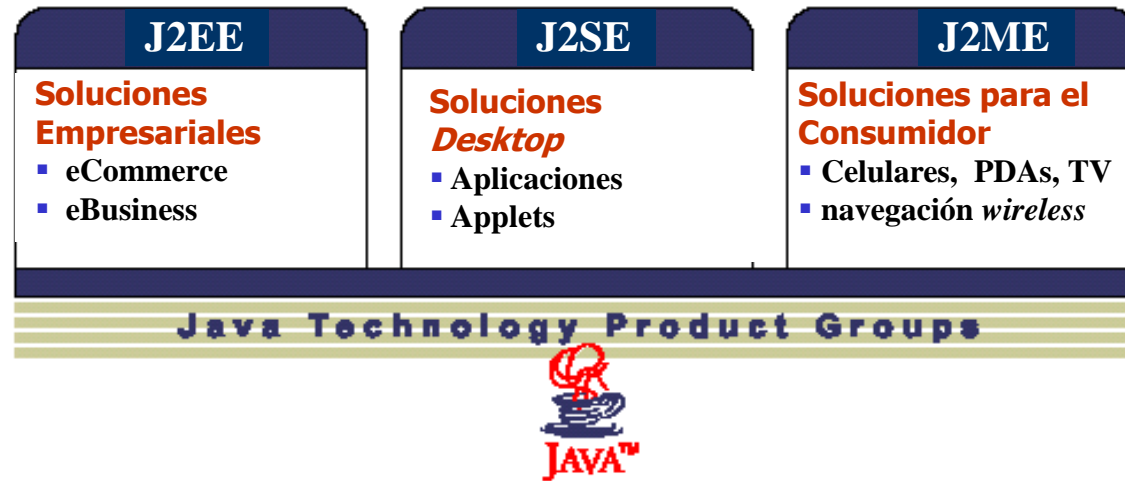 J2EE
Soluciones
Empresariales
▪ eCommerce
▪ eBusiness
J2SE
Soluciones
Desktop
▪ Aplicaciones
▪ Applets
J2ME
Soluciones para el
Consumidor
▪ Celulares, PDAs, TV
▪ navegación wireless
Java Technology Product Groups
JAVA™